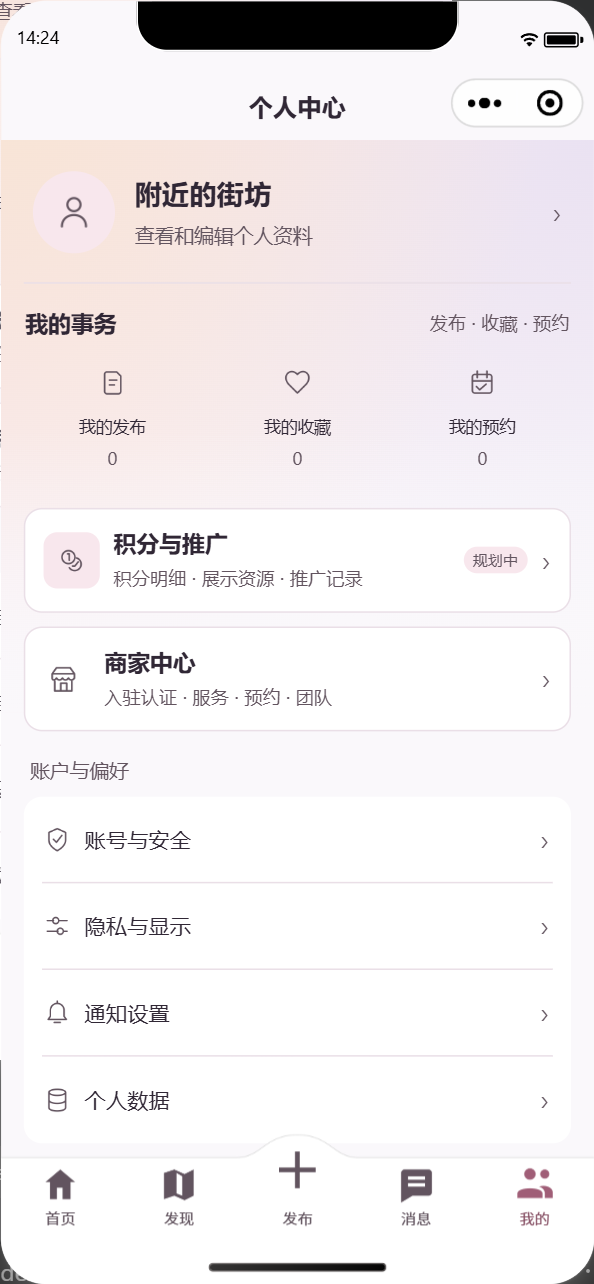 14:24
个人中心
附近的街坊
查看和编辑个人资料
我的事务
发布 · 收藏 · 预约
我的发布
我的收藏
我的预约
0
0
0
积分与推广
积分明细 · 展示资源 · 推广记录
规划中
商家中心
入驻认证 · 服务 · 预约 · 团队
账户与偏好
账号与安全
隐私与显示
通知设置
个人数据
首页
发现
发布
消息
我的